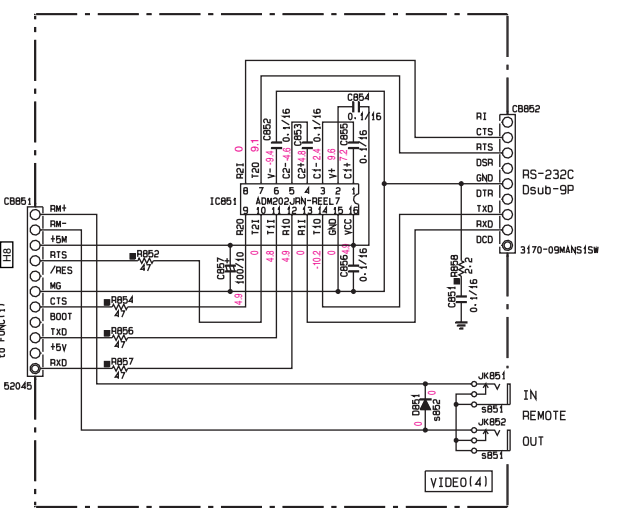 C854
0.1/16
CB852
RI
CTS
RTS
DSR
GND
DTR
TXD
RXD
DCD
RS-232C
Dsub-9P
3170-09MANS1SW
C852
0.1/16
C853
0.1/16
C855
0.1/16
0
9.1
-9.4
-4.6
4.8
2.4
9.6
7.2
R2I
T2O
V-
C2-
C2+
C1-
V+
C1+
8 7 6 5 4 3 2 1
IC851
ADM202JRN-REEL7
9 10 11 12 13 14 15 16
R2O
T2I
T1I
R1O
R1I
T1O
GND
VCC
4.9
0
4.8
4.9
0
-10.2
0
4.9
C857
100/10
C856
0.1/16
R858
2.2
C851
0.1/16
CB851
RM+
RM-
+5M
RTS
/RES
MG
CTS
BOOT
TXD
+5V
RXD
52045
H8
R852
47
R854
47
R856
47
R857
47
D851
s852
0
0
JK851
s851
JK852
s851
IN
REMOTE
OUT
VIDEO(4)